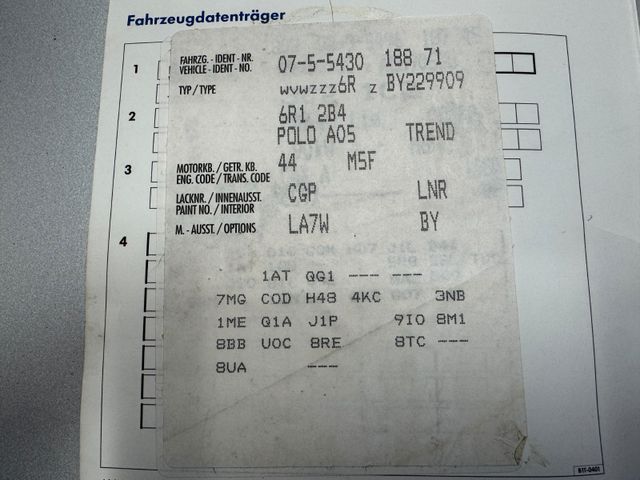 Fahrzeugdatenträger
1
FAHRZG. - IDENT - NR. 07-5-5430 188 71
VEHICLE - IDENT - NO.
TYP / TYPE WVWZZZ6R Z BY229909
2
6R1 2B4
POLO A05 TREND
3
MOTORKB. / GETR. KB. 44 M5F
ENG. CODE / TRANS. CODE
LACKNR. / INNENAUSST. CGP LNR
PAINT NO. / INTERIOR
M. - AUSST. / OPTIONS LA7W BY
4
1AT QG1 --- ---
7MG COD H48 4KC 3NB
1ME Q1A J1P 9IO 8M1
8BB UOC 8RE 8TC ---
8UA ---
B11-0401